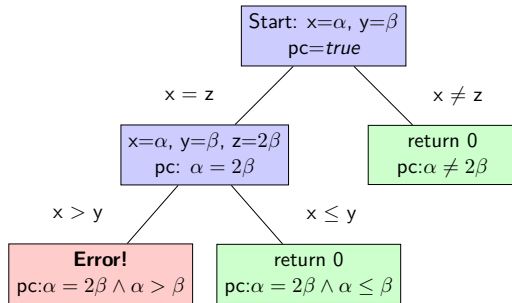 Start: x=α, y=β
pc=true
x = z
x ≠ z
x=α, y=β, z=2β
pc: α = 2β
return 0
pc:α ≠ 2β
x > y
x ≤ y
Error!
pc:α = 2β ∧ α > β
return 0
pc:α = 2β ∧ α ≤ β